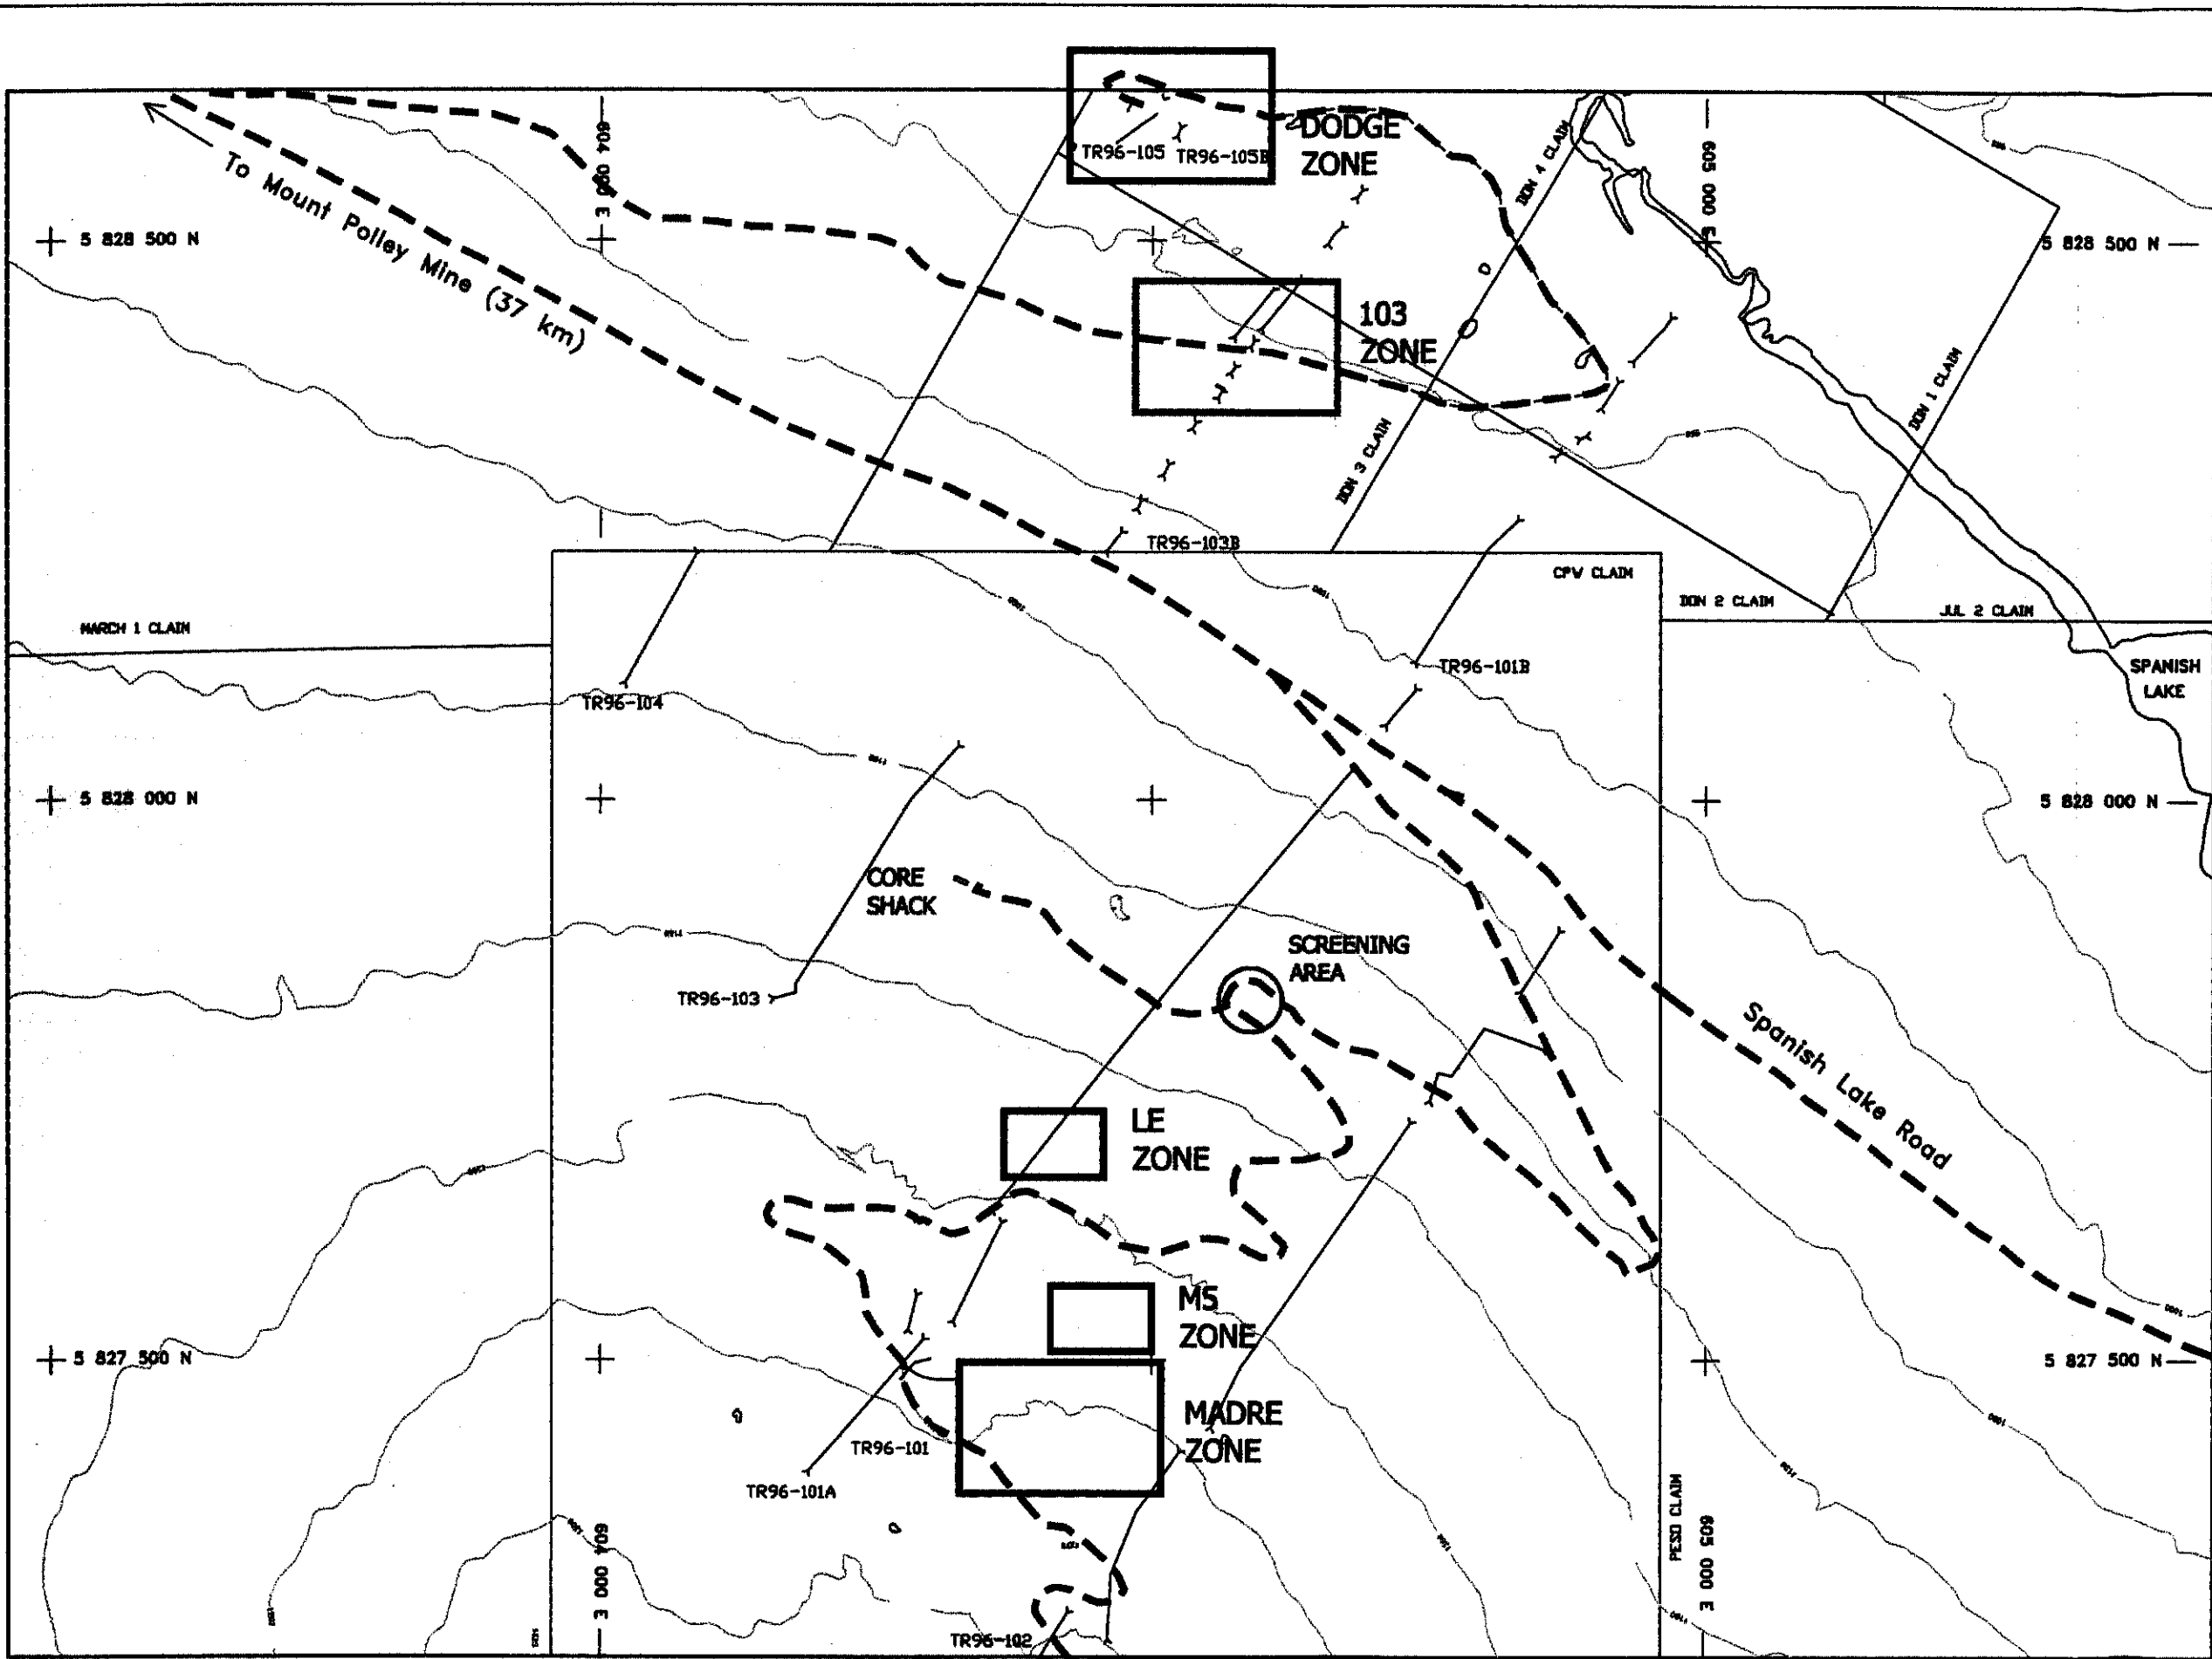 DODGE
ZONE
TR96-105
TR96-105B
604 000 E
605 000 E
DON 4 CLAIM
To Mount Polley Mine (37 km)
5 828 500 N
5 828 500 N
103
ZONE
D
DON 1 CLAIM
DON 3 CLAIM
TR96-103B
CPW CLAIM
DON 2 CLAIM
JUL 2 CLAIM
MARCH 1 CLAIM
TR96-101B
SPANISH
LAKE
TR96-104
5 828 000 N
5 828 000 N
CORE
SHACK
SCREENING
AREA
TR96-103
Spanish Lake Road
LE
ZONE
MS
ZONE
5 827 500 N
5 827 500 N
MADRE
ZONE
TR96-101
TR96-101A
PESO CLAIM
604 000 E
605 000 E
TR96-102